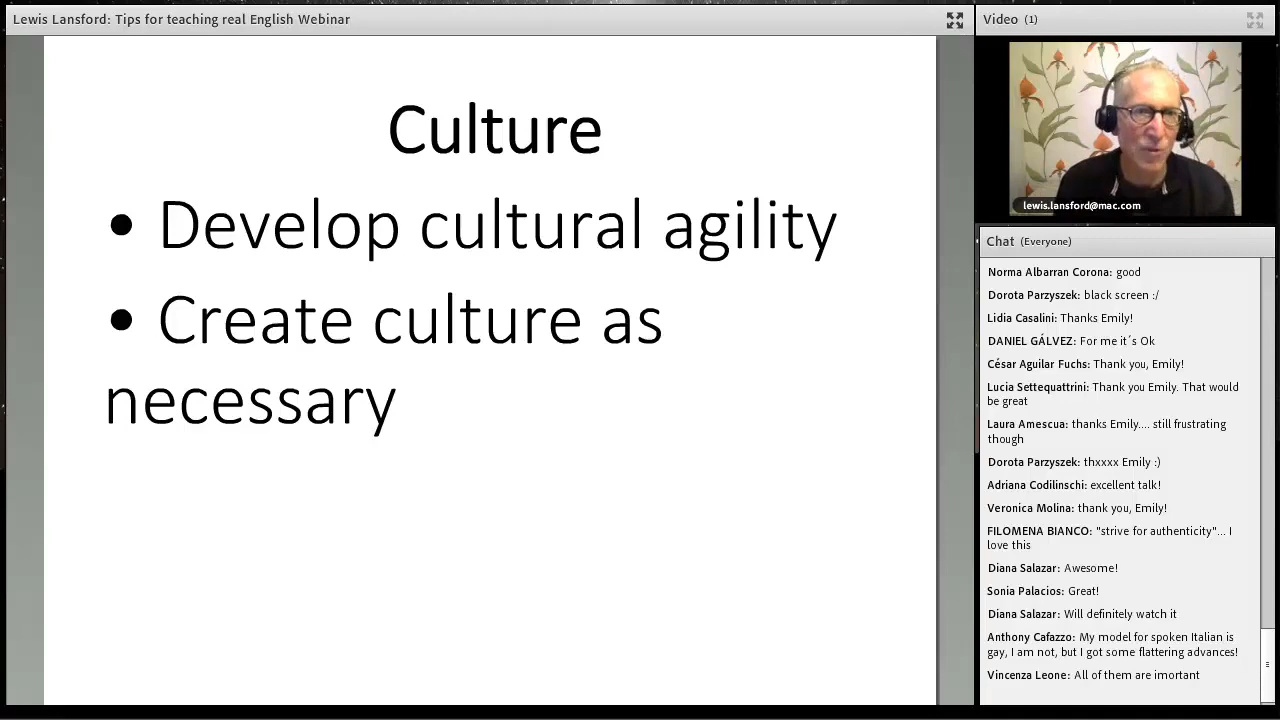 Lewis Lansford: Tips for teaching real English Webinar
Culture
• Develop cultural agility
• Create culture as
necessary
Video (1)
lewis.lansford@mac.com
Chat (Everyone)
Norma Albarran Corona: good
Dorota Parzyszek: black screen :/
Lidia Casalini: Thanks Emily!
DANIEL GÁLVEZ: For me it´s Ok
César Aguilar Fuchs: Thank you, Emily!
Lucia Settequattrini: Thank you Emily. That would
be great
Laura Amescua: thanks Emily.... still frustrating
though
Dorota Parzyszek: thxxxx Emily :)
Adriana Codilinschi: excellent talk!
Veronica Molina: thank you, Emily!
FILOMENA BIANCO: "strive for authenticity"... I
love this
Diana Salazar: Awesome!
Sonia Palacios: Great!
Diana Salazar: Will definitely watch it
Anthony Cafazzo: My model for spoken Italian is
gay, I am not, but I got some flattering advances!
Vincenza Leone: All of them are imortant